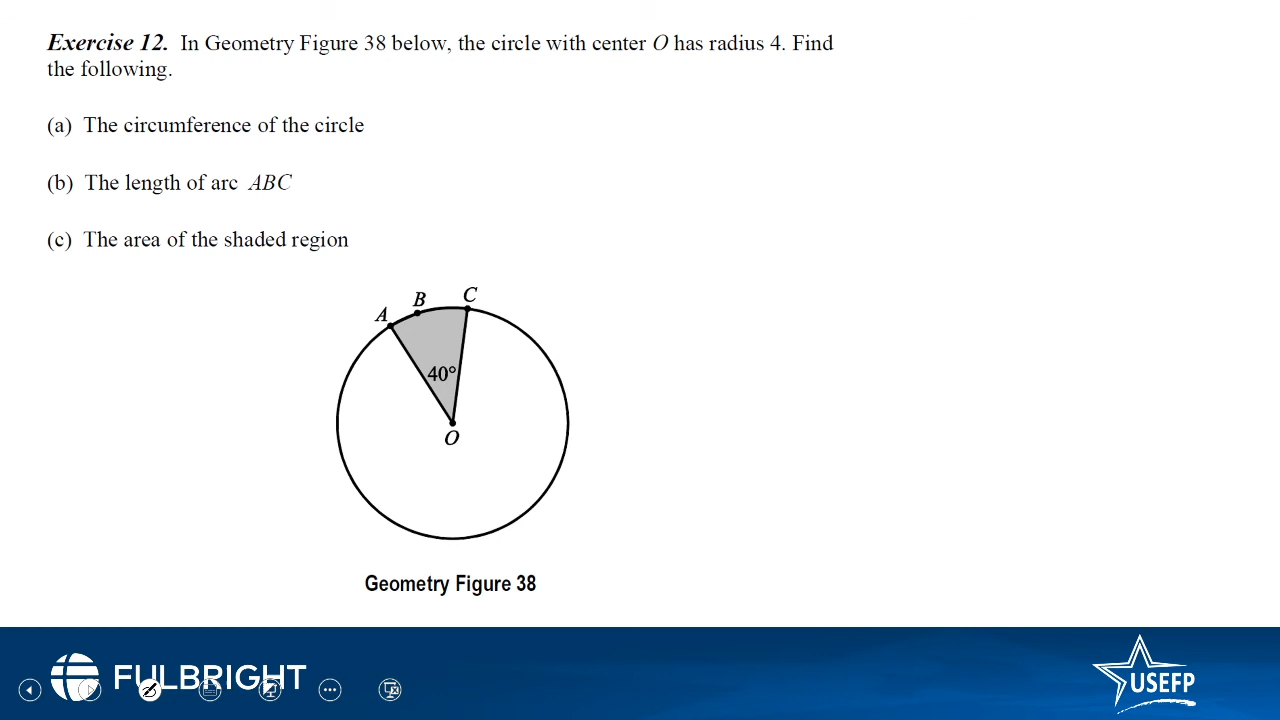 Exercise 12. In Geometry Figure 38 below, the circle with center O has radius 4. Find
the following.
(a) The circumference of the circle
(b) The length of arc ABC
(c) The area of the shaded region
A
B
C
40°
O
Geometry Figure 38
FULBRIGHT
USEFP